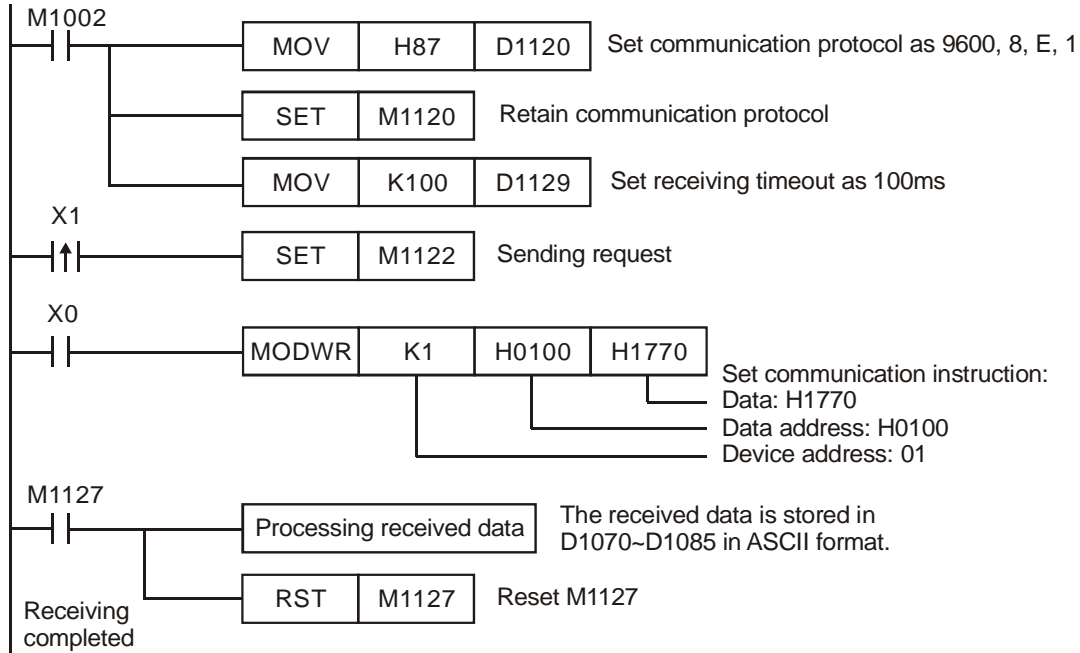 M1002
MOV H87 D1120 Set communication protocol as 9600, 8, E, 1
SET M1120 Retain communication protocol
MOV K100 D1129 Set receiving timeout as 100ms
X1
SET M1122 Sending request
X0
MODWR K1 H0100 H1770
Set communication instruction:
Data: H1770
Data address: H0100
Device address: 01
M1127
Processing received data
The received data is stored in
D1070~D1085 in ASCII format.
RST M1127 Reset M1127
Receiving
completed